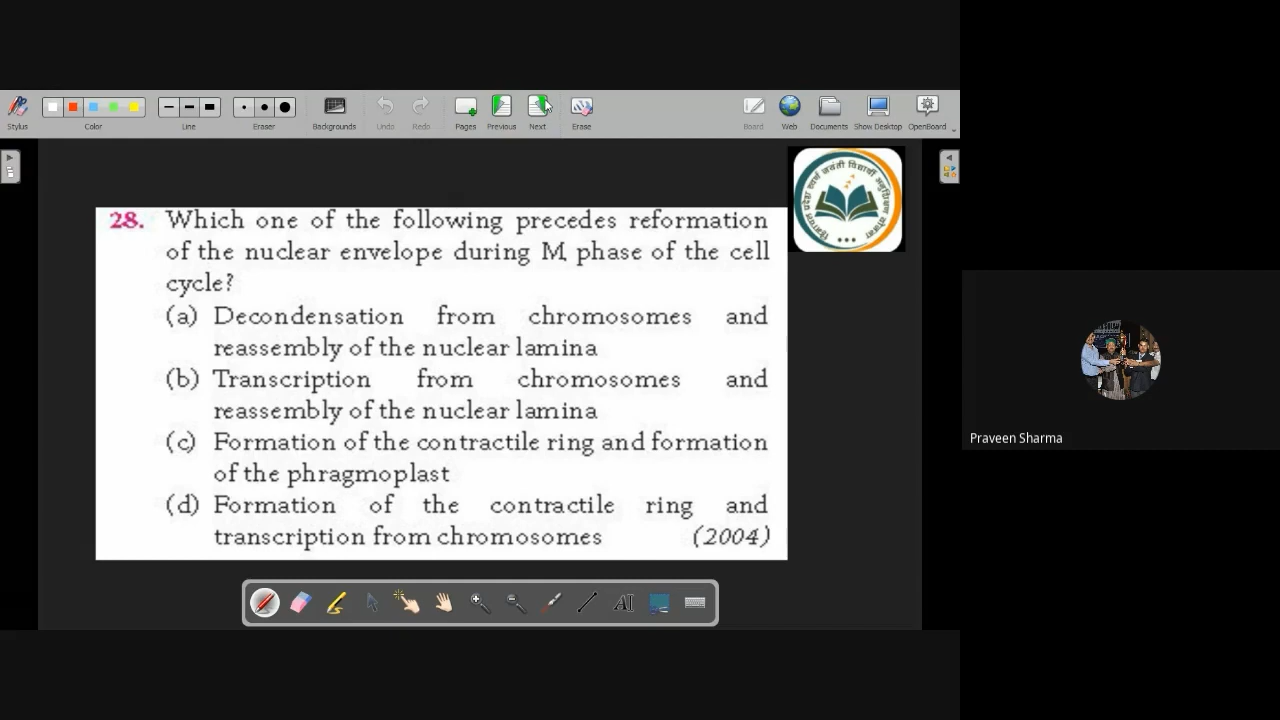 Stylus
Color
Line
Eraser
Backgrounds
Undo
Redo
Pages
Previous
Next
Erase
Board
Web
Documents
Show Desktop
OpenBoard
28. Which one of the following precedes reformation
of the nuclear envelope during M phase of the cell
cycle?
(a) Decondensation from chromosomes and
reassembly of the nuclear lamina
(b) Transcription from chromosomes and
reassembly of the nuclear lamina
(c) Formation of the contractile ring and formation
of the phragmoplast
(d) Formation of the contractile ring and
transcription from chromosomes (2004)
Praveen Sharma